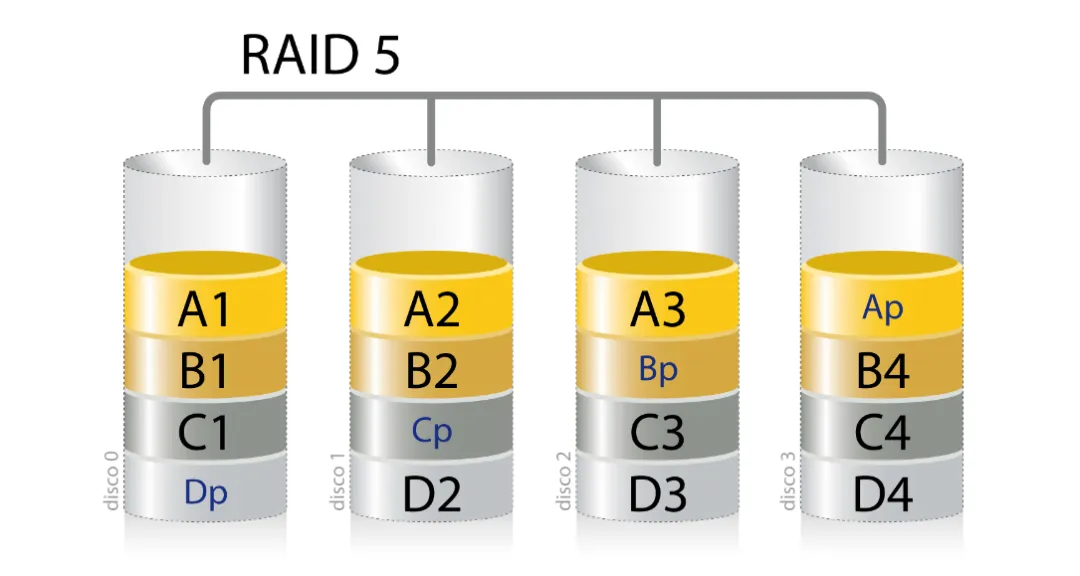 RAID 5
A1 A2 A3 Ap
B1 B2 Bp B4
C1 Cp C3 C4
Dp D2 D3 D4
disco 0 disco 1 disco 2 disco 3